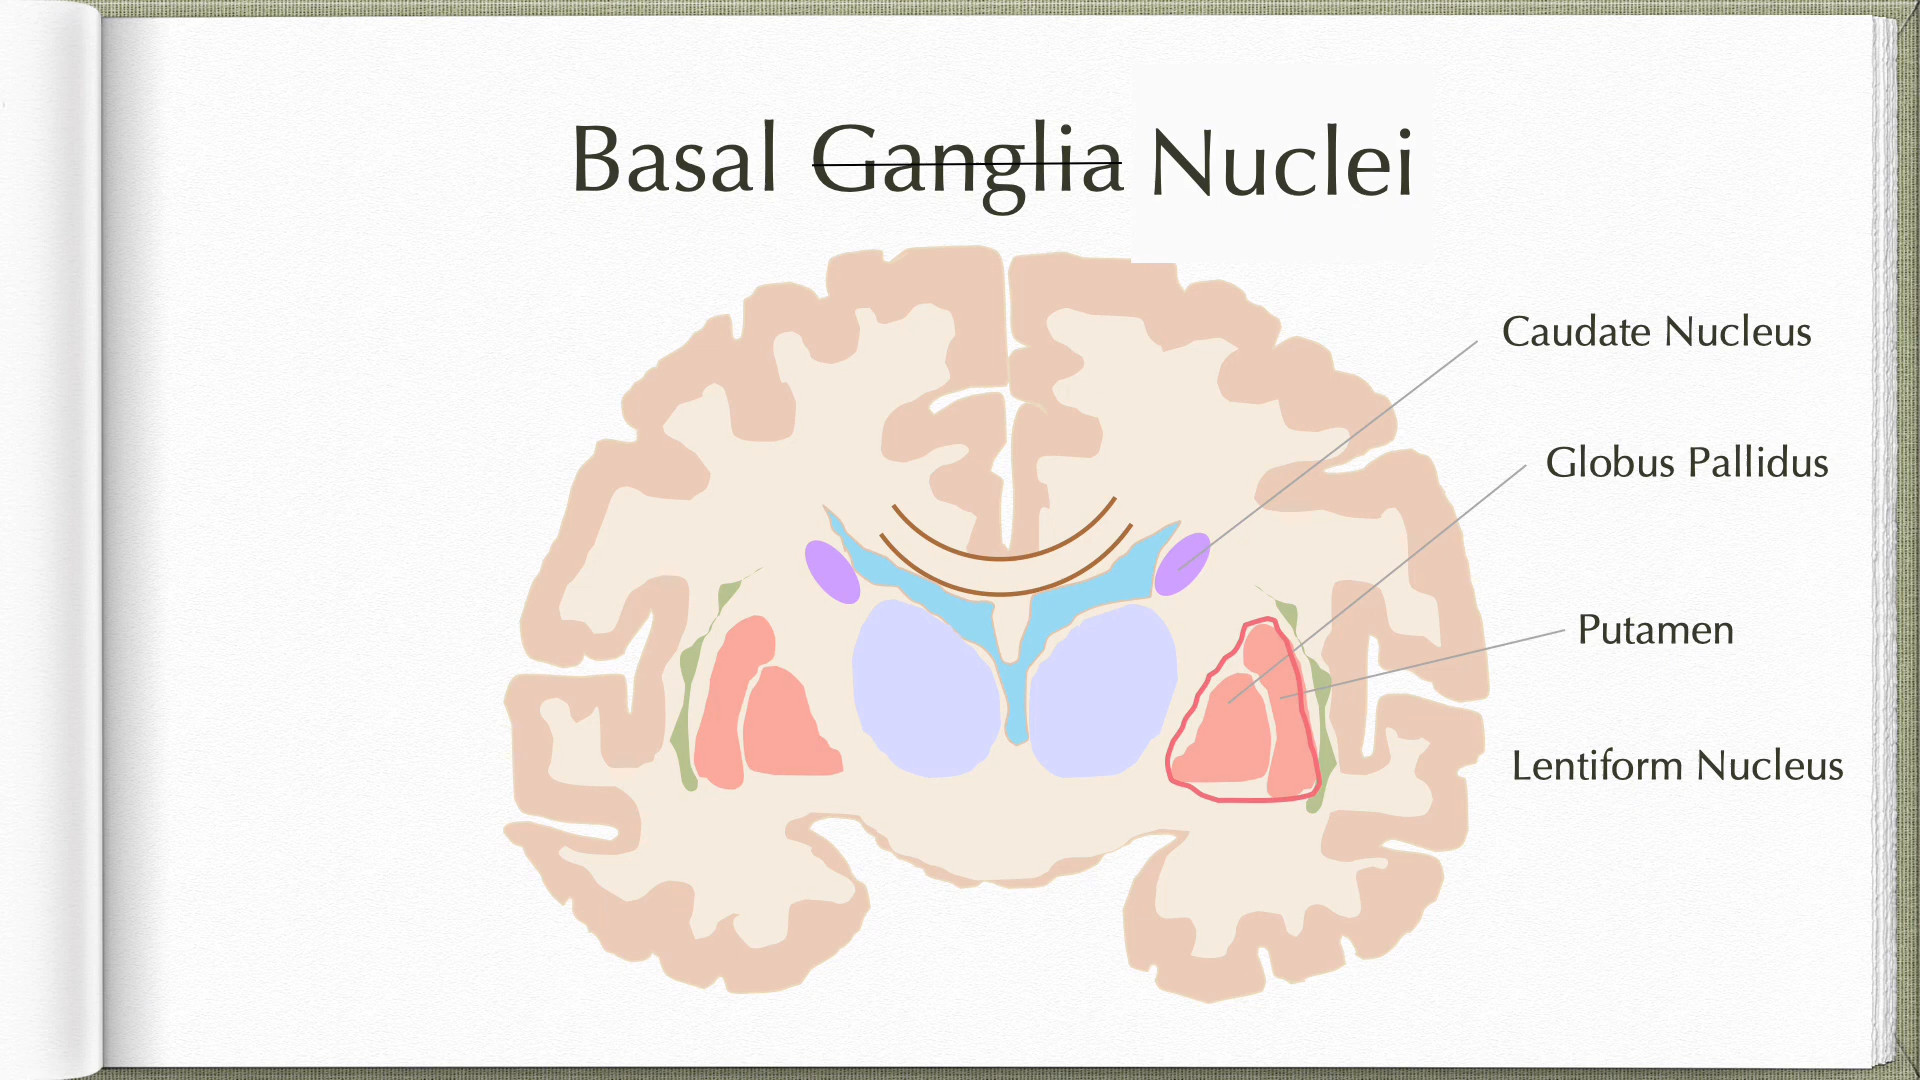 Basal Ganglia Nuclei
Caudate Nucleus
Globus Pallidus
Putamen
Lentiform Nucleus